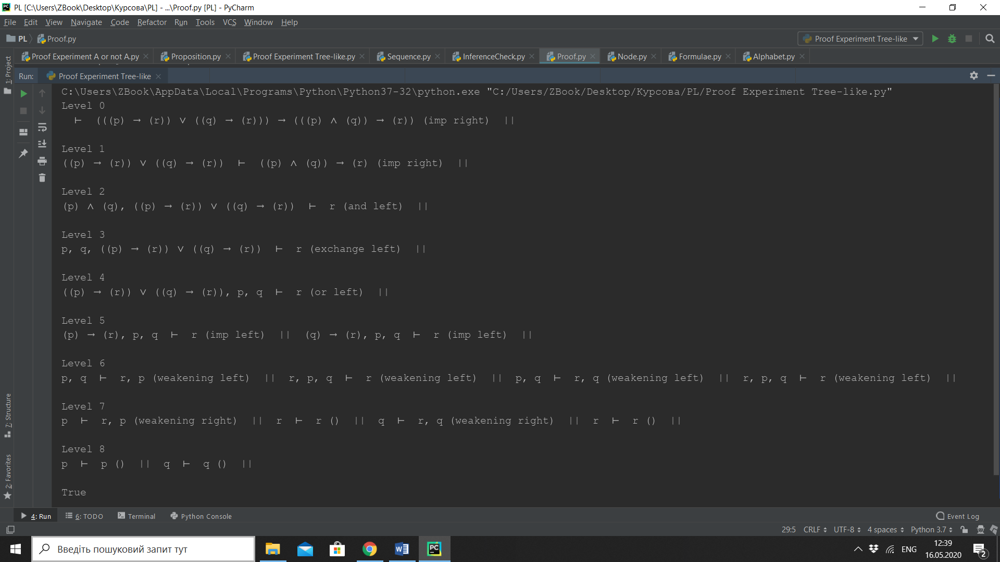 PL [C:\Users\ZBook\Desktop\Курсова\PL] - ...\Proof.py [PL] - PyCharm
File Edit View Navigate Code Refactor Run Tools VCS Window Help
PL Proof.py Proof Experiment Tree-like
Proof Experiment A or not A.py Proposition.py Proof Experiment Tree-like.py Sequence.py InferenceCheck.py Proof.py Node.py Formulae.py Alphabet.py
1: Project
Run: Proof Experiment Tree-like
C:\Users\ZBook\AppData\Local\Programs\Python\Python37-32\python.exe "C:/Users/ZBook/Desktop/Курсова/PL/Proof Experiment Tree-like.py"
Level 0
⊢ (((p) → (r)) ∨ ((q) → (r))) → (((p) ∧ (q)) → (r)) (imp right) ||
Level 1
((p) → (r)) ∨ ((q) → (r)) ⊢ ((p) ∧ (q)) → (r) (imp right) ||
Level 2
(p) ∧ (q), ((p) → (r)) ∨ ((q) → (r)) ⊢ r (and left) ||
Level 3
p, q, ((p) → (r)) ∨ ((q) → (r)) ⊢ r (exchange left) ||
Level 4
((p) → (r)) ∨ ((q) → (r)), p, q ⊢ r (or left) ||
Level 5
(p) → (r), p, q ⊢ r (imp left) || (q) → (r), p, q ⊢ r (imp left) ||
Level 6
p, q ⊢ r, p (weakening left) || r, p, q ⊢ r (weakening left) || p, q ⊢ r, q (weakening left) || r, p, q ⊢ r (weakening left) ||
Level 7
p ⊢ r, p (weakening right) || r ⊢ r () || q ⊢ r, q (weakening right) || r ⊢ r () ||
Level 8
p ⊢ p () || q ⊢ q () ||
True
7: Structure
2: Favorites
4: Run 6: TODO Terminal Python Console Event Log
29:5 CRLF UTF-8 4 spaces Python 3.7
Введіть пошуковий запит тут
ENG
12:39
16.05.2020
2